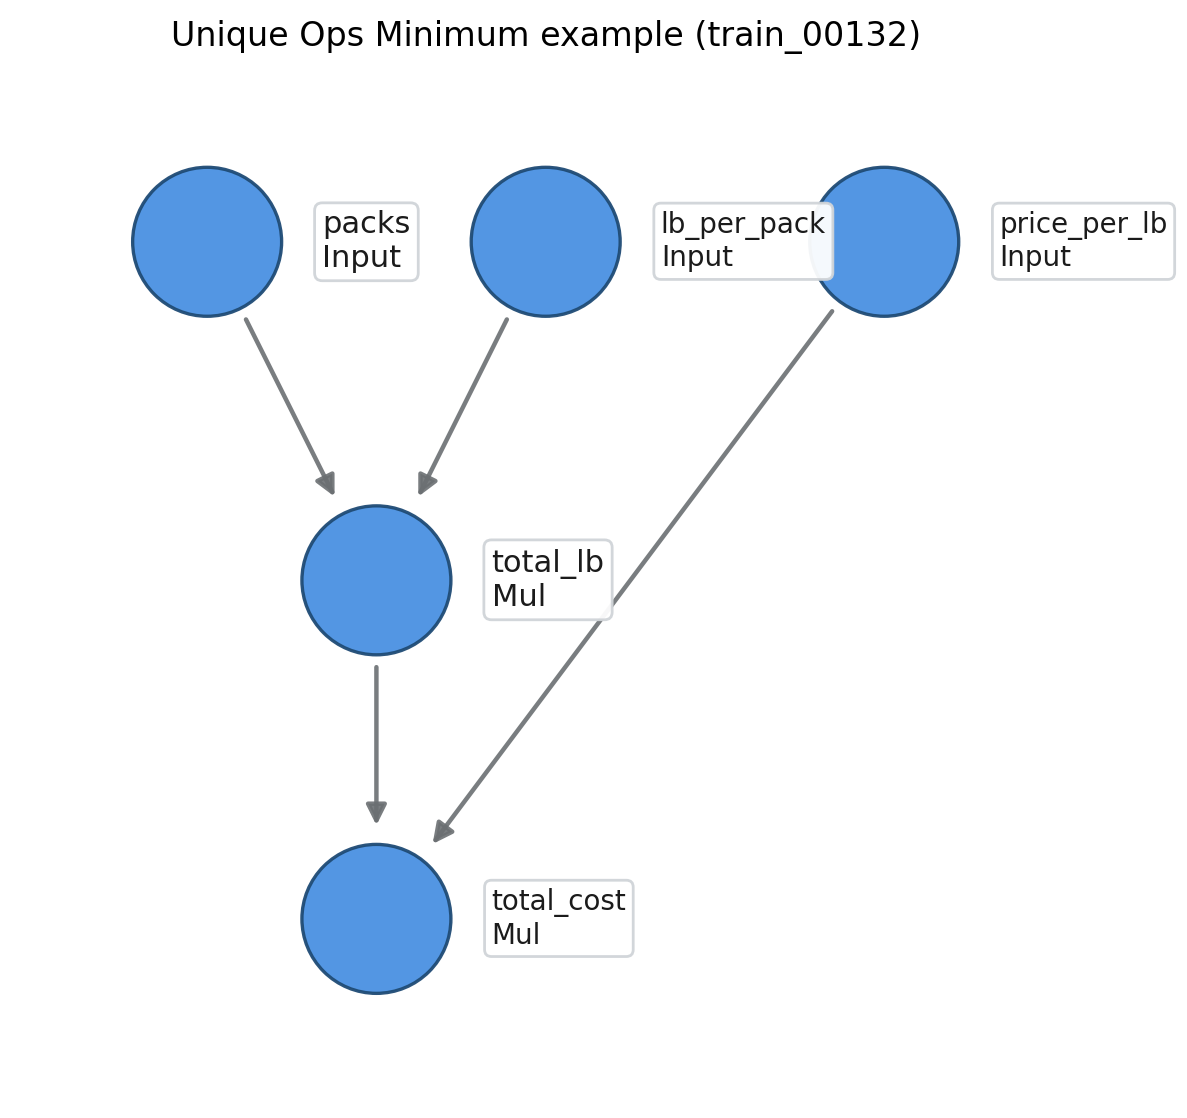 Unique Ops Minimum example (train_00132)
packs
Input
lb_per_pack
Input
price_per_lb
Input
total_lb
Mul
total_cost
Mul